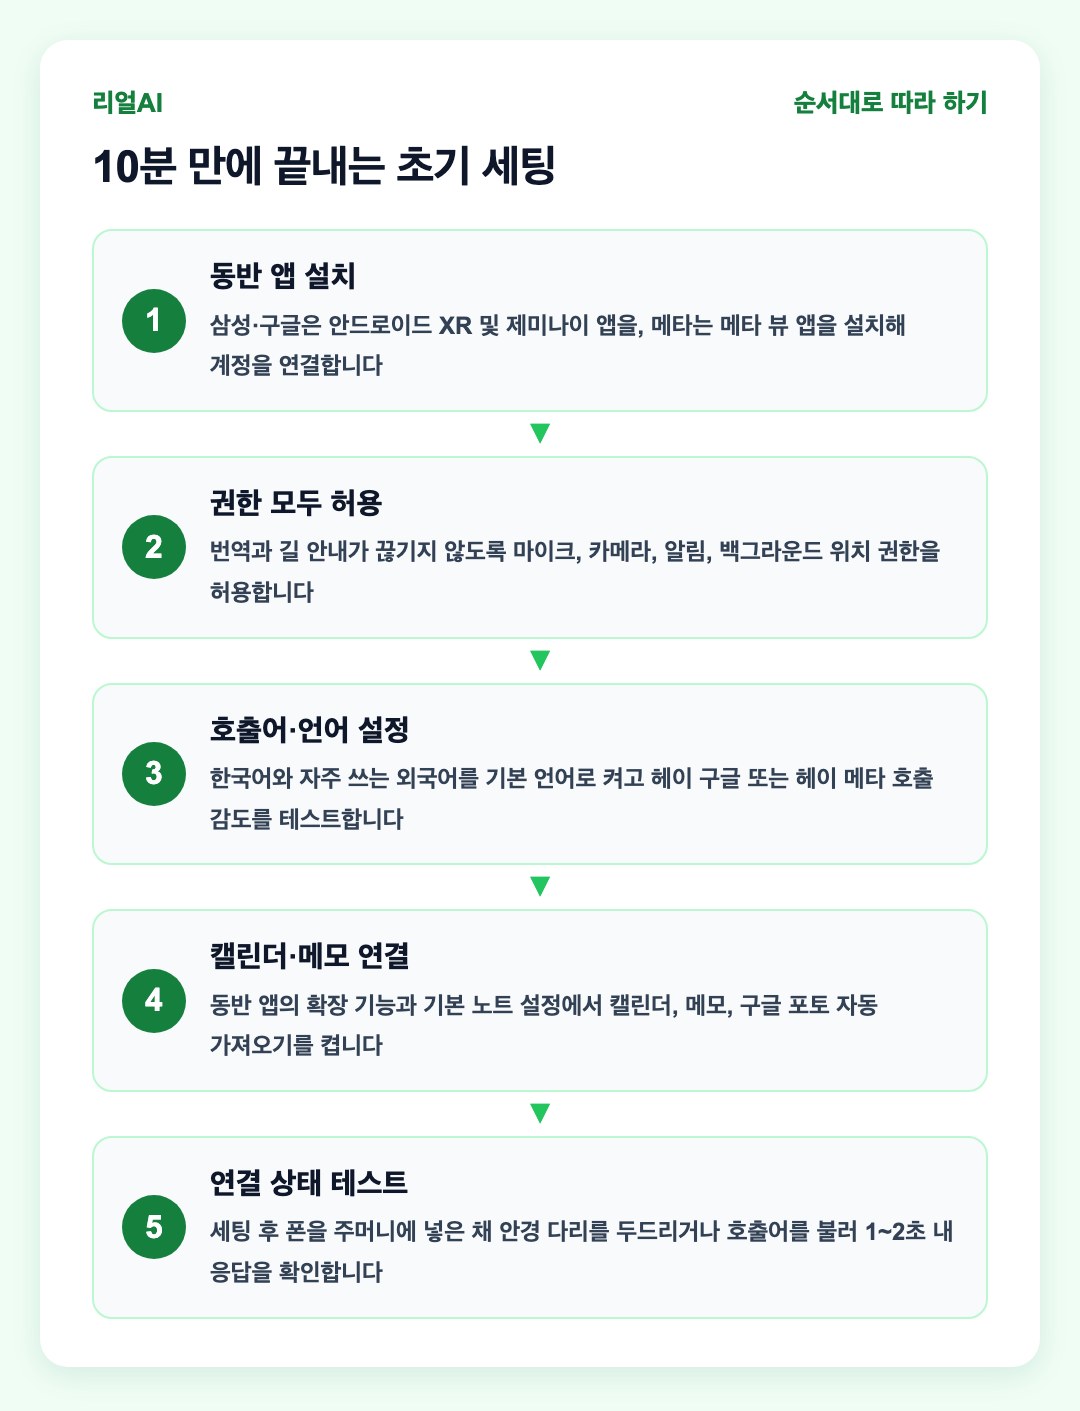 리얼AI
순서대로 따라 하기
10분 만에 끝내는 초기 세팅
1
동반 앱 설치
삼성·구글은 안드로이드 XR 및 제미나이 앱을, 메타는 메타 뷰 앱을 설치해
계정을 연결합니다
▼
2
권한 모두 허용
번역과 길 안내가 끊기지 않도록 마이크, 카메라, 알림, 백그라운드 위치 권한을
허용합니다
▼
3
호출어·언어 설정
한국어와 자주 쓰는 외국어를 기본 언어로 켜고 헤이 구글 또는 헤이 메타 호출
감도를 테스트합니다
▼
4
캘린더·메모 연결
동반 앱의 확장 기능과 기본 노트 설정에서 캘린더, 메모, 구글 포토 자동
가져오기를 켭니다
▼
5
연결 상태 테스트
세팅 후 폰을 주머니에 넣은 채 안경 다리를 두드리거나 호출어를 불러 1~2초 내
응답을 확인합니다